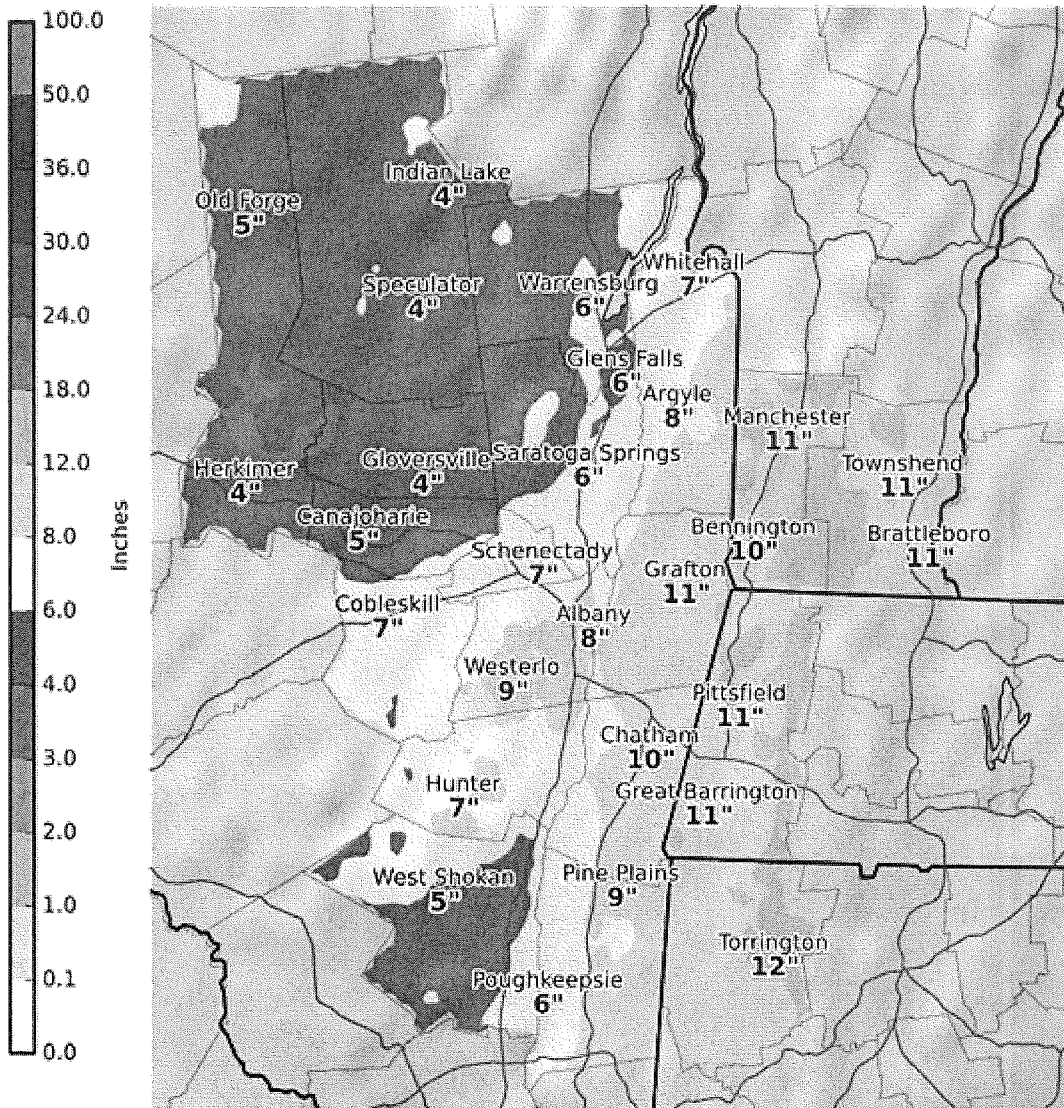 100.0
50.0
36.0
30.0
24.0
18.0
12.0
8.0
6.0
4.0
3.0
2.0
1.0
0.1
0.0
Inches
Indian Lake
4"
Old Forge
5"
Whitehall
7"
Speculator
4"
Warrensburg
6"
Glens Falls
6"
Argyle
8"
Manchester
11"
Herkimer
4"
Gloversville
4"
Saratoga Springs
6"
Townshend
11"
Canajoharie
5"
Bennington
10"
Brattleboro
11"
Schenectady
7"
Grafton
11"
Cobleskill
7"
Albany
8"
Westerlo
9"
Pittsfield
11"
Chatham
10"
Hunter
7"
Great Barrington
11"
West Shokan
5"
Pine Plains
9"
Torrington
12"
Poughkeepsie
6"